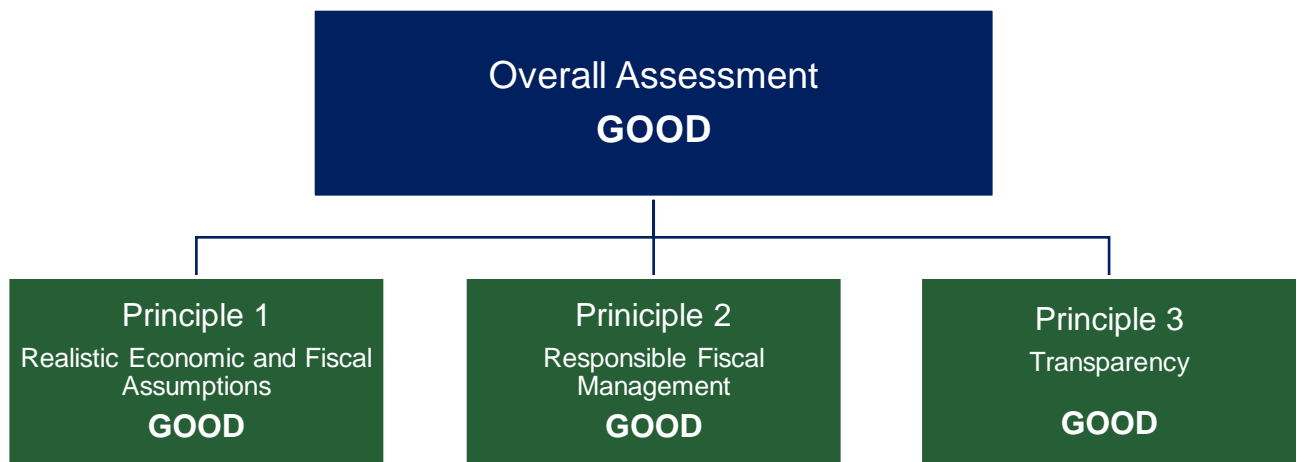 Overall Assessment
GOOD
Principle 1
Realistic Economic and Fiscal
Assumptions
GOOD
Priniciple 2
Responsible Fiscal
Management
GOOD
Principle 3
Transparency
GOOD